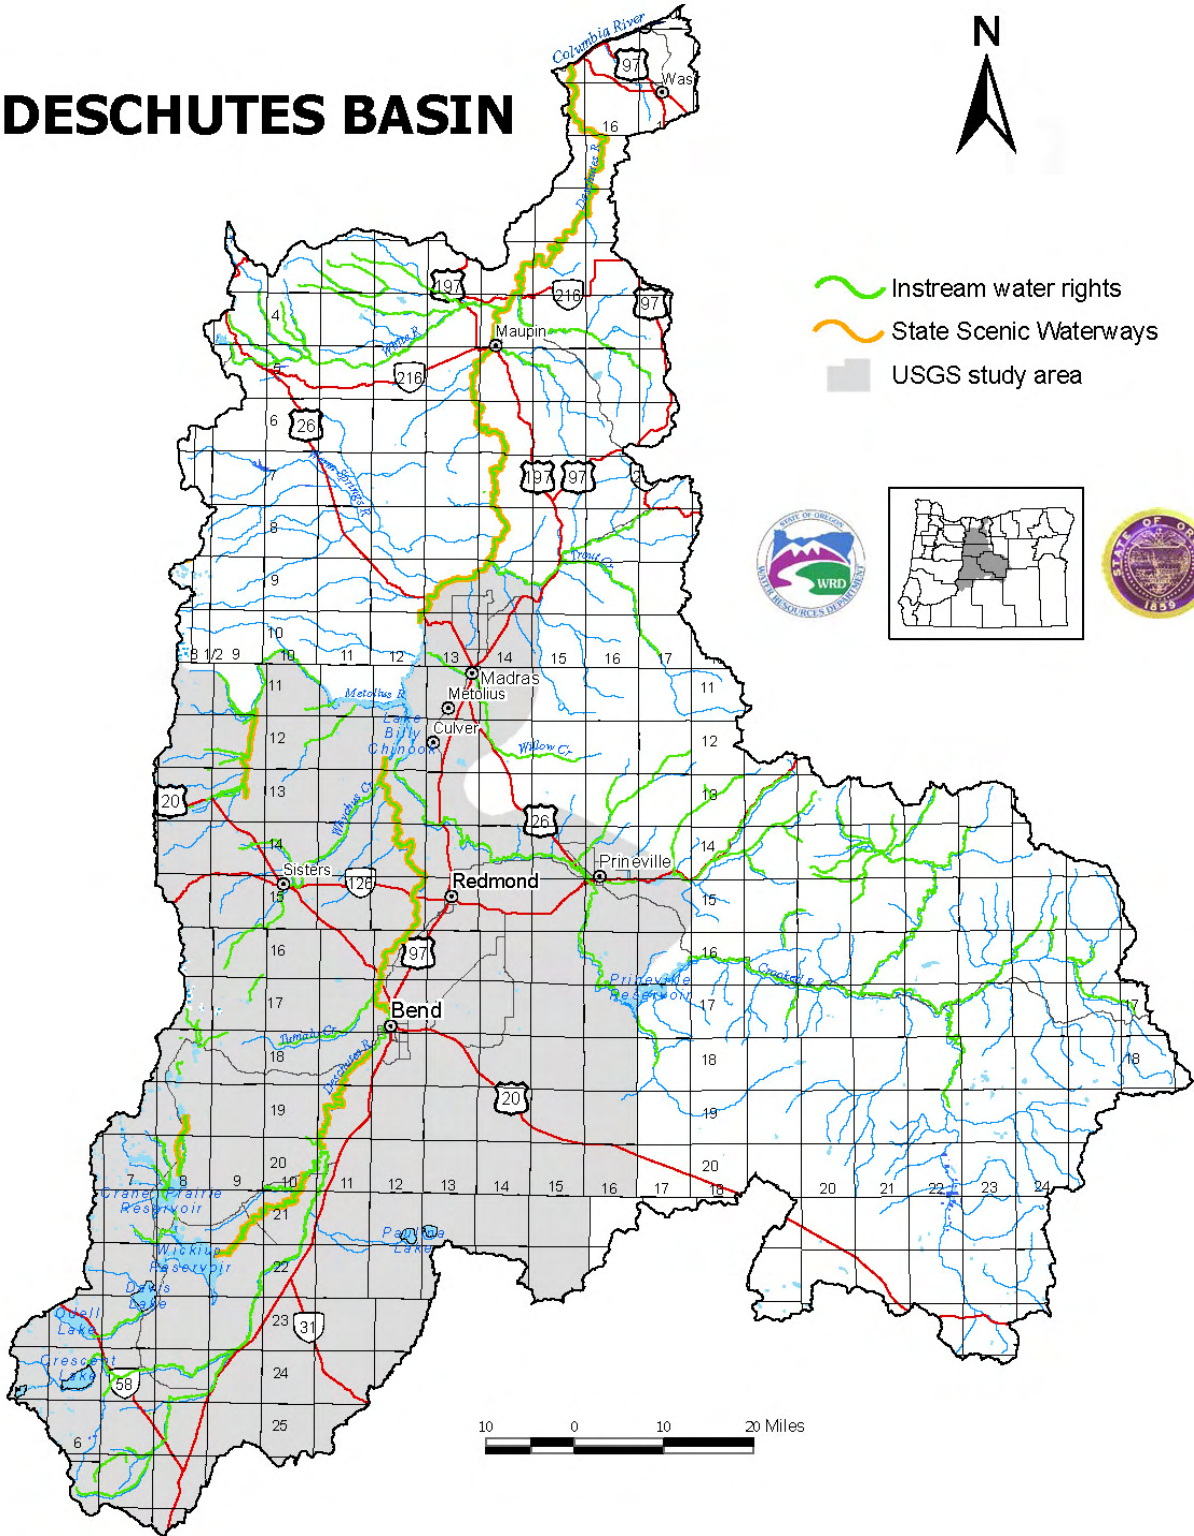 Columbia River
97
Was
N
DESCHUTES BASIN
16
Deschutes R
197
216
97
4
White R
Maupin
5
216
6
26
7
Warm Springs R
197
97
8
9
Trout Cr
10
8 1/2
9
10
11
12
13
14
15
16
17
Instream water rights
State Scenic Waterways
USGS study area
STATE OF OREGON
WRD
WATER RESOURCES DEPARTMENT
STATE OF OR
1859
11
Metolius R
Madras
Metolius
11
Lake
Billy
Chinook
Culver
12
Willow Cr
12
13
20
Whychus Cr
26
13
14
14
Sisters
126
Redmond
Prineville
15
15
16
97
16
Prineville
Reservoir
Crooked R
17
Bend
17
17
Tumalo Cr
18
Deschutes R
18
18
19
20
19
20
20
7
8
9
10
11
12
13
14
15
16
17
18
20
21
22
23
24
Crane Prairie
Reservoir
21
Paulina
Lake
Wickiup
Reservoir
22
Davis
Lake
Odell
Lake
23
31
Crescent
Lake
58
24
25
6
10
0
10
20 Miles